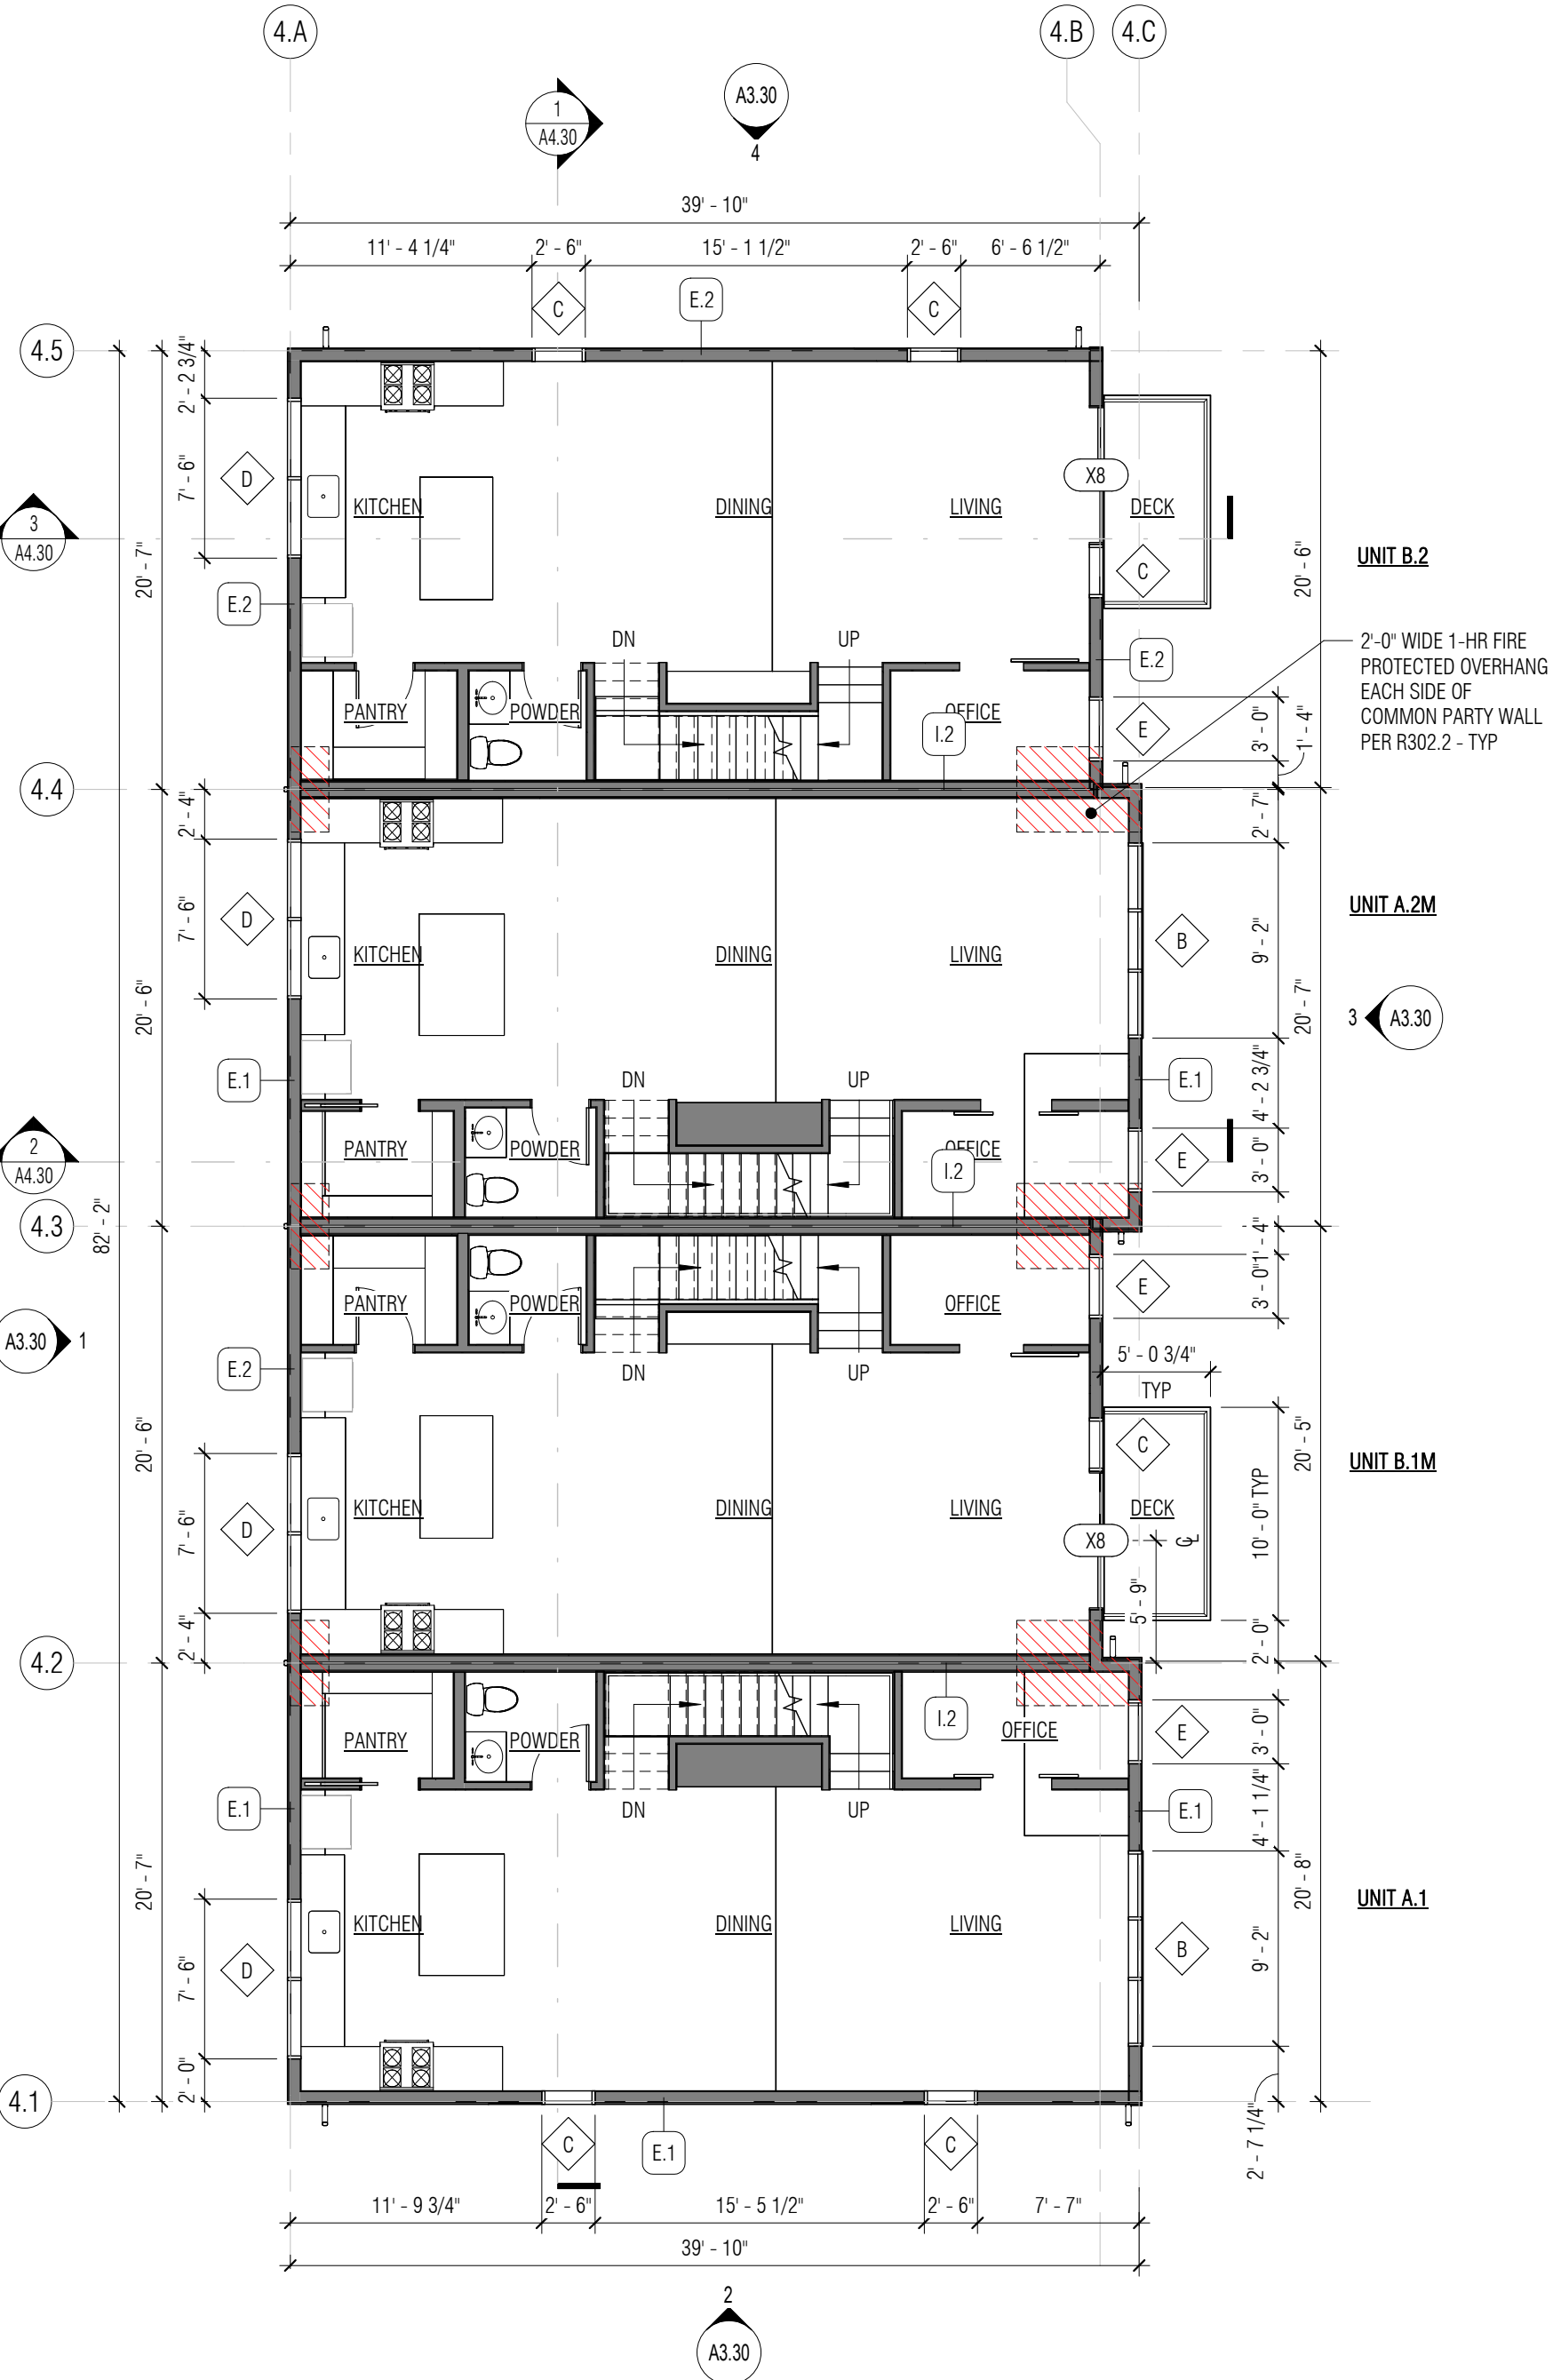 4.A
4.B
4.C
1
A4.30
A3.30
4
39' - 10"
11' - 4 1/4"
2' - 6"
15' - 1 1/2"
2' - 6"
6' - 6 1/2"
C
E.2
C
4.5
2' - 2 3/4"
7' - 6"
D
3
A4.30
20' - 7"
KITCHEN
DINING
LIVING
X8
DECK
C
20' - 6"
UNIT B.2
E.2
DN
UP
E.2
2'-0" WIDE 1-HR FIRE
PROTECTED OVERHANG
EACH SIDE OF
COMMON PARTY WALL
PER R302.2 - TYP
PANTRY
POWDER
OFFICE
I.2
E
3' - 0"
1' - 4"
4.4
2' - 4"
2' - 7"
7' - 6"
D
UNIT A.2M
KITCHEN
DINING
LIVING
B
9' - 2"
20' - 6"
20' - 7"
3
A3.30
E.1
DN
UP
E.1
4' - 2 3/4"
2
A4.30
PANTRY
POWDER
OFFICE
I.2
E
3' - 0"
4.3
82' - 2"
1' - 4"
3' - 0"
E
PANTRY
POWDER
OFFICE
A3.30
1
E.2
DN
UP
5' - 0 3/4"
TYP
C
20' - 6"
20' - 5"
UNIT B.1M
7' - 6"
D
KITCHEN
DINING
LIVING
DECK
X8
10' - 0" TYP
5' - 9"
2' - 4"
2' - 0"
4.2
I.2
PANTRY
POWDER
OFFICE
E
3' - 0"
E.1
DN
UP
E.1
4' - 1 1/4"
20' - 7"
20' - 8"
UNIT A.1
KITCHEN
DINING
LIVING
7' - 6"
D
B
9' - 2"
2' - 0"
4.1
2' - 7 1/4"
C
E.1
C
11' - 9 3/4"
2' - 6"
15' - 5 1/2"
2' - 6"
7' - 7"
39' - 10"
2
A3.30